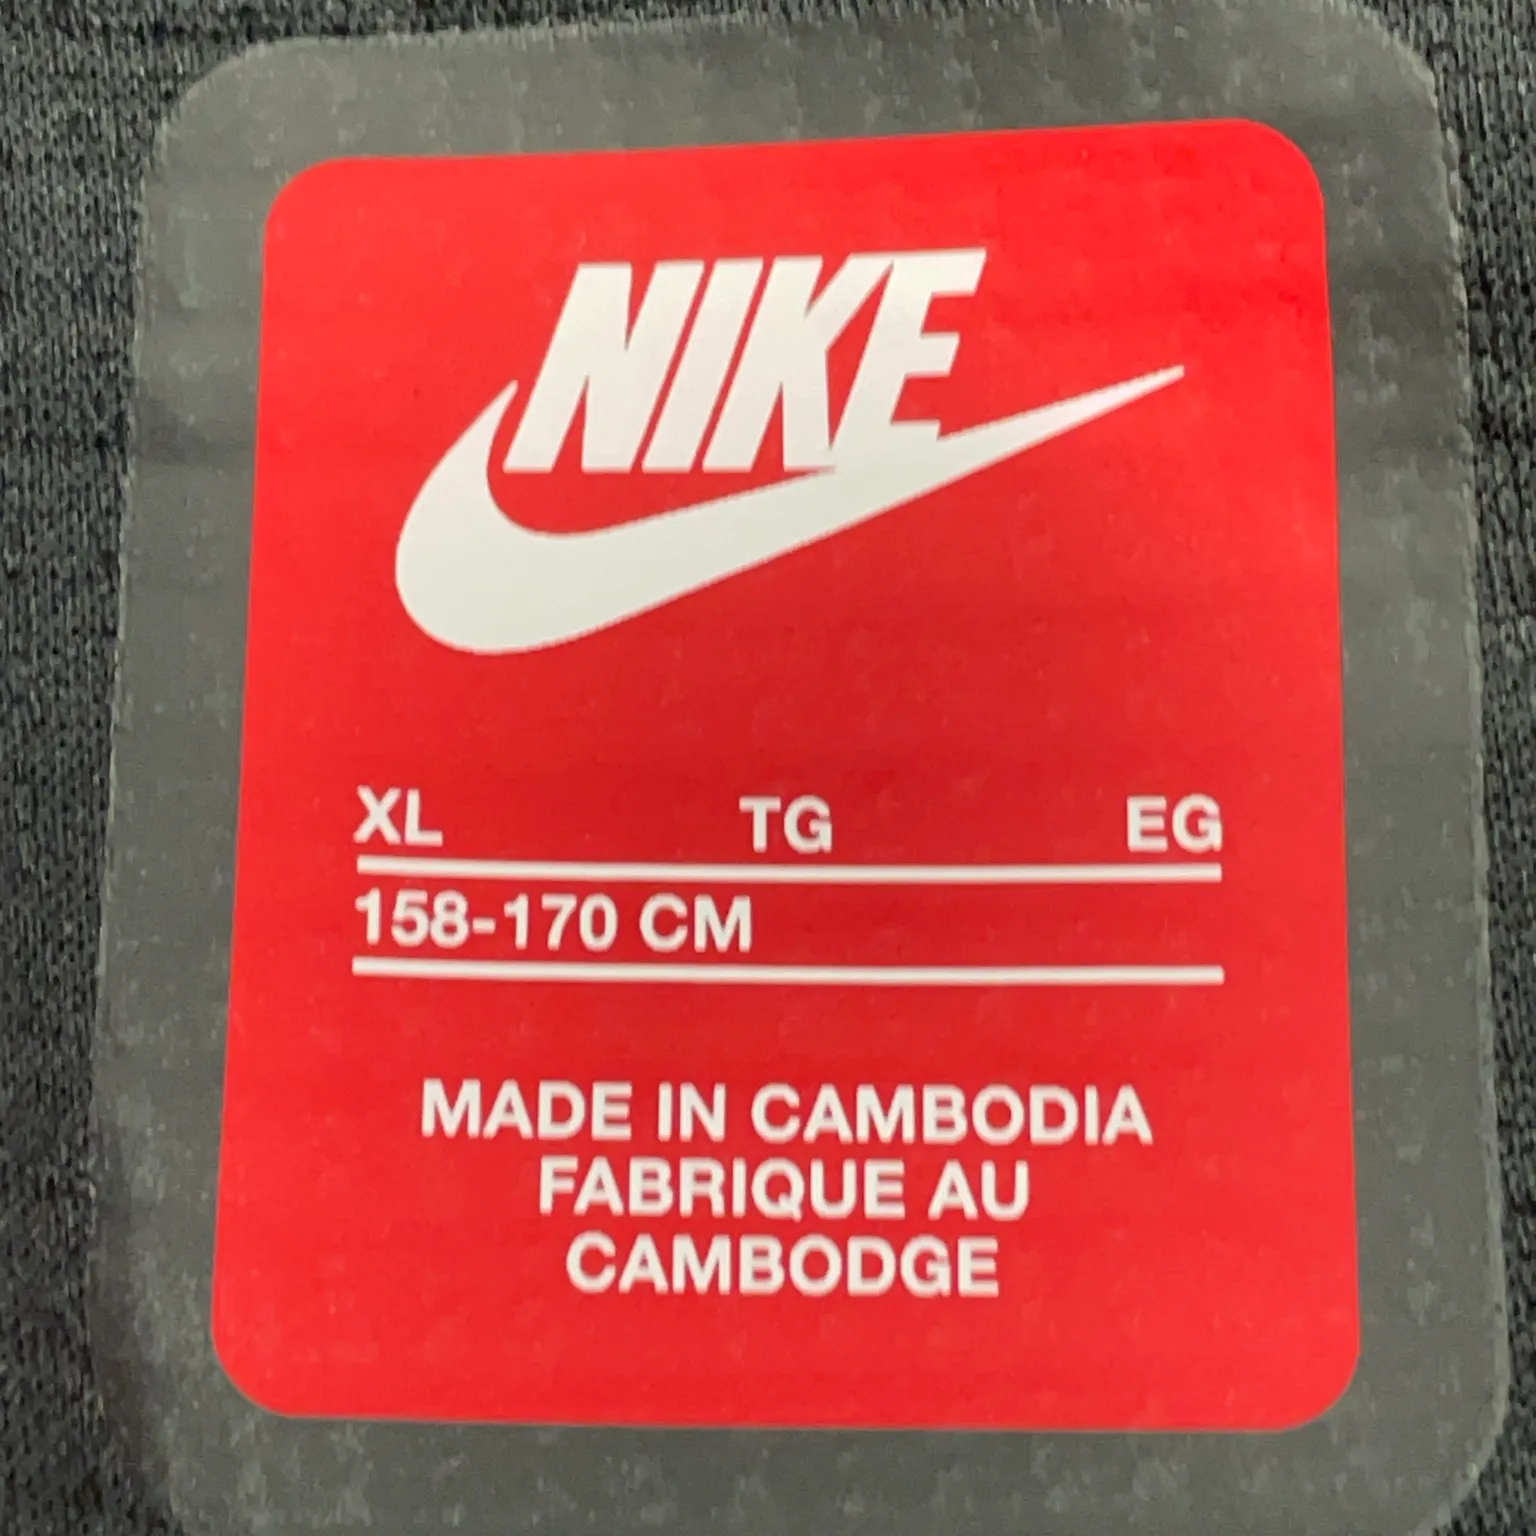 NIKE
XL TG EG
158-170 CM
MADE IN CAMBODIA
FABRIQUE AU
CAMBODGE